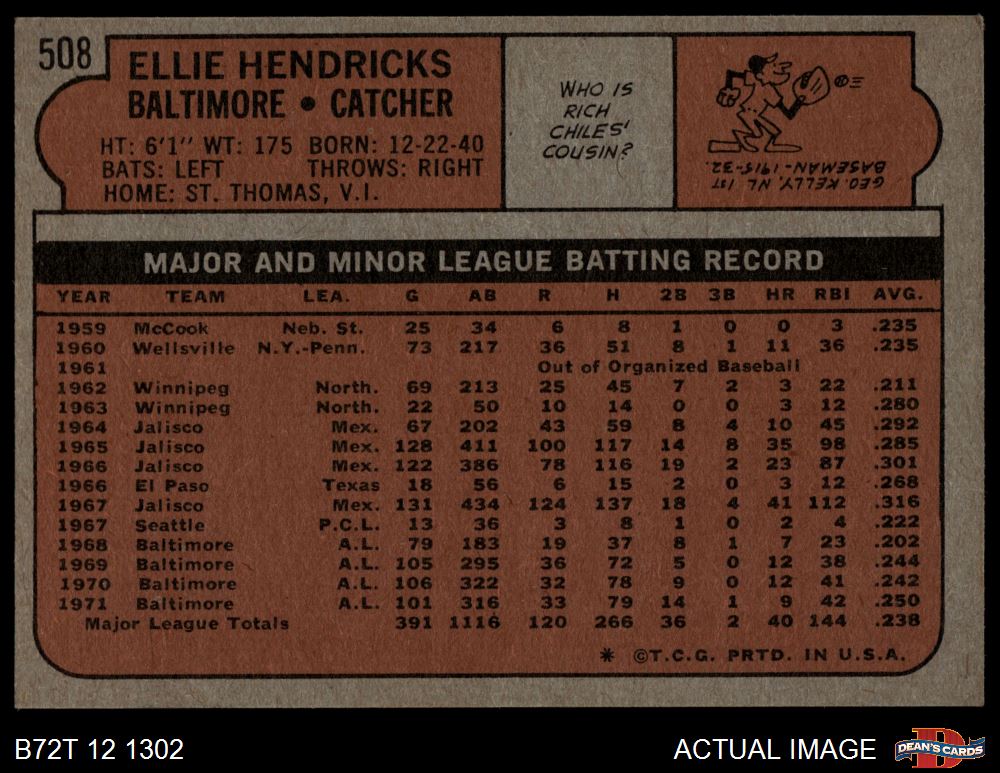 508
ELLIE HENDRICKS
BALTIMORE • CATCHER
HT: 6'1" WT: 175 BORN: 12-22-40
BATS: LEFT THROWS: RIGHT
HOME: ST. THOMAS, V.I.
WHO IS
RICH
CHILES'
COUSIN?
GEO. KELLY, NL 1ST
BASEMAN-1915-32.
MAJOR AND MINOR LEAGUE BATTING RECORD
YEAR TEAM LEA. G AB R H 2B 3B HR RBI AVG.
1959 McCook Neb. St. 25 34 6 8 1 0 0 3 .235
1960 Wellsville N.Y.-Penn. 73 217 36 51 8 1 11 36 .235
1961 Out of Organized Baseball
1962 Winnipeg North. 69 213 25 45 7 2 3 22 .211
1963 Winnipeg North. 22 50 10 14 0 0 3 12 .280
1964 Jalisco Mex. 67 202 43 59 8 4 10 45 .292
1965 Jalisco Mex. 128 411 100 117 14 8 35 98 .285
1966 Jalisco Mex. 122 386 78 116 19 2 23 87 .301
1966 El Paso Texas 18 56 6 15 2 0 3 12 .268
1967 Jalisco Mex. 131 434 124 137 18 4 41 112 .316
1967 Seattle P.C.L. 13 36 3 8 1 0 2 4 .222
1968 Baltimore A.L. 79 183 19 37 8 1 7 23 .202
1969 Baltimore A.L. 105 295 36 72 5 0 12 38 .244
1970 Baltimore A.L. 106 322 32 78 9 0 12 41 .242
1971 Baltimore A.L. 101 316 33 79 14 1 9 42 .250
Major League Totals 391 1116 120 266 36 2 40 144 .238
* ©T.C.G. PRTD. IN U.S.A.
B72T 12 1302
ACTUAL IMAGE
D
DEAN'S CARDS